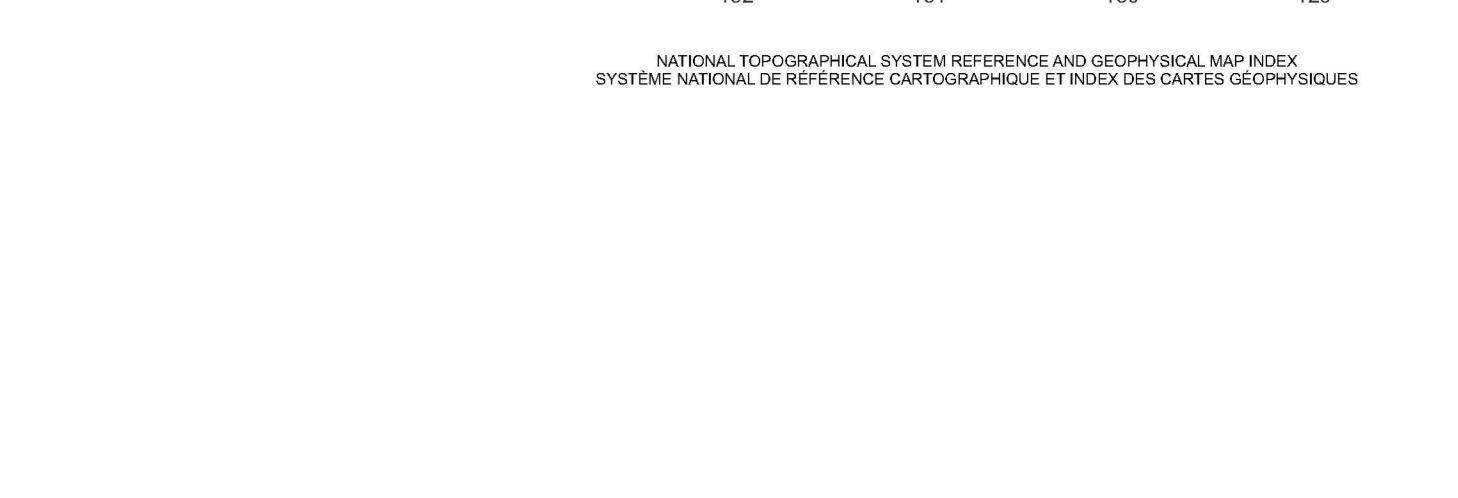 NATIONAL TOPOGRAPHICAL SYSTEM REFERENCE AND GEOPHYSICAL MAP INDEX
SYSTÈME NATIONAL DE RÉFÉRENCE CARTOGRAPHIQUE ET INDEX DES CARTES GÉOPHYSIQUES